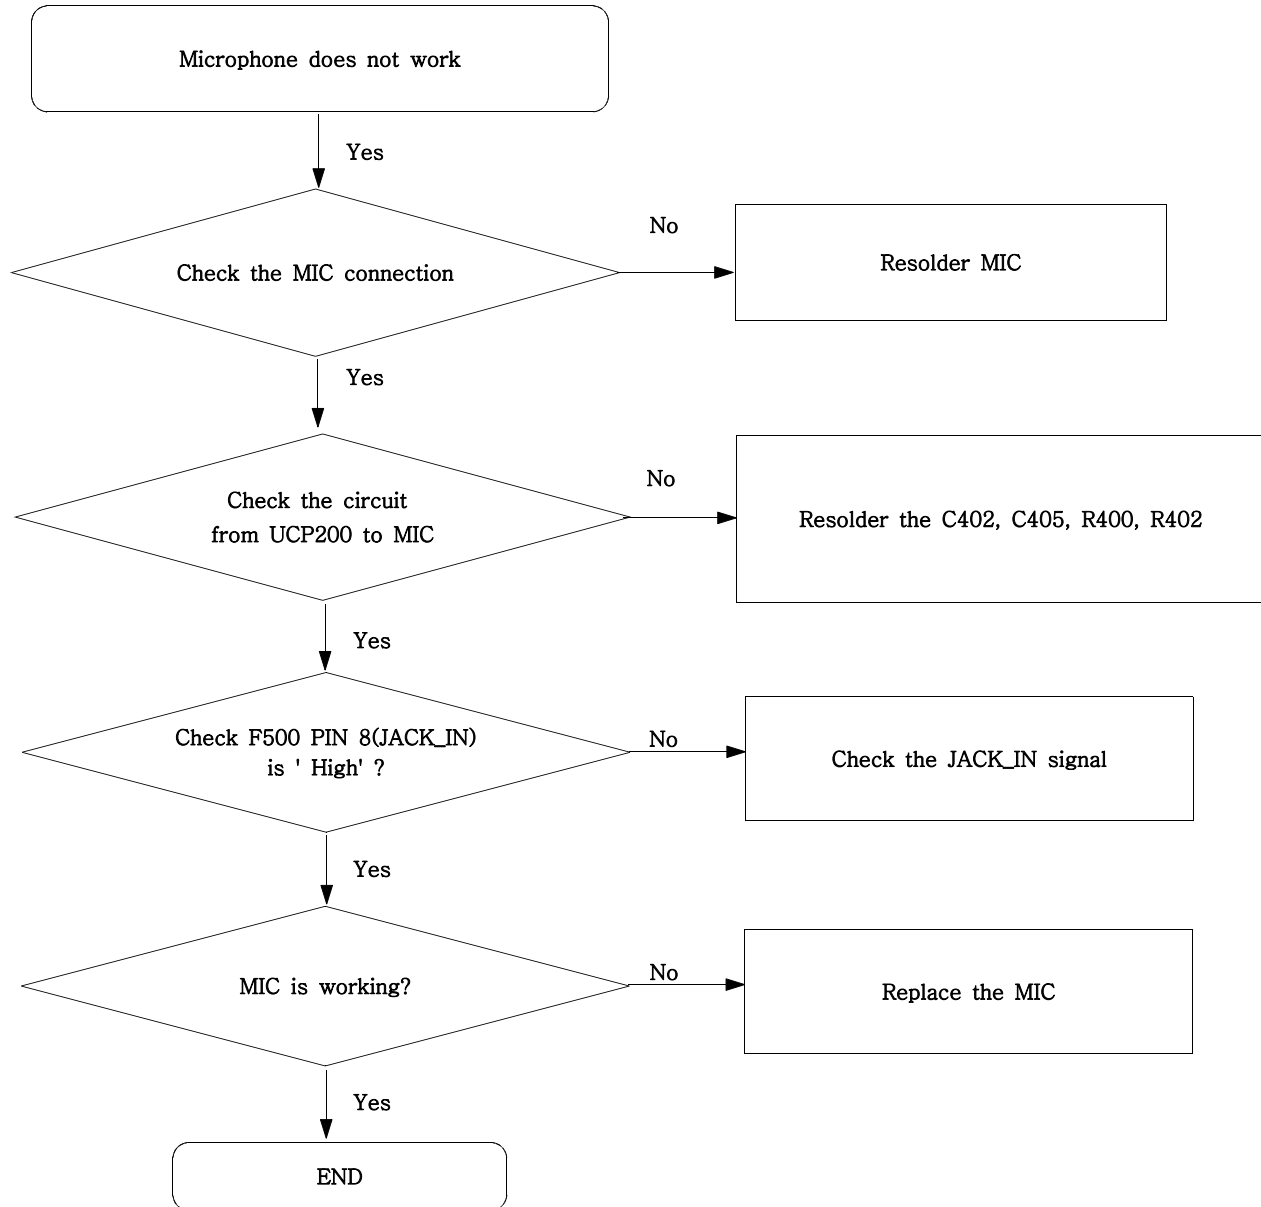 Microphone does not work
Yes
Check the MIC connection
No
Resolder MIC
Yes
Check the circuit
from UCP200 to MIC
No
Resolder the C402, C405, R400, R402
Yes
Check F500 PIN 8(JACK_IN)
is ' High' ?
No
Check the JACK_IN signal
Yes
MIC is working?
No
Replace the MIC
Yes
END